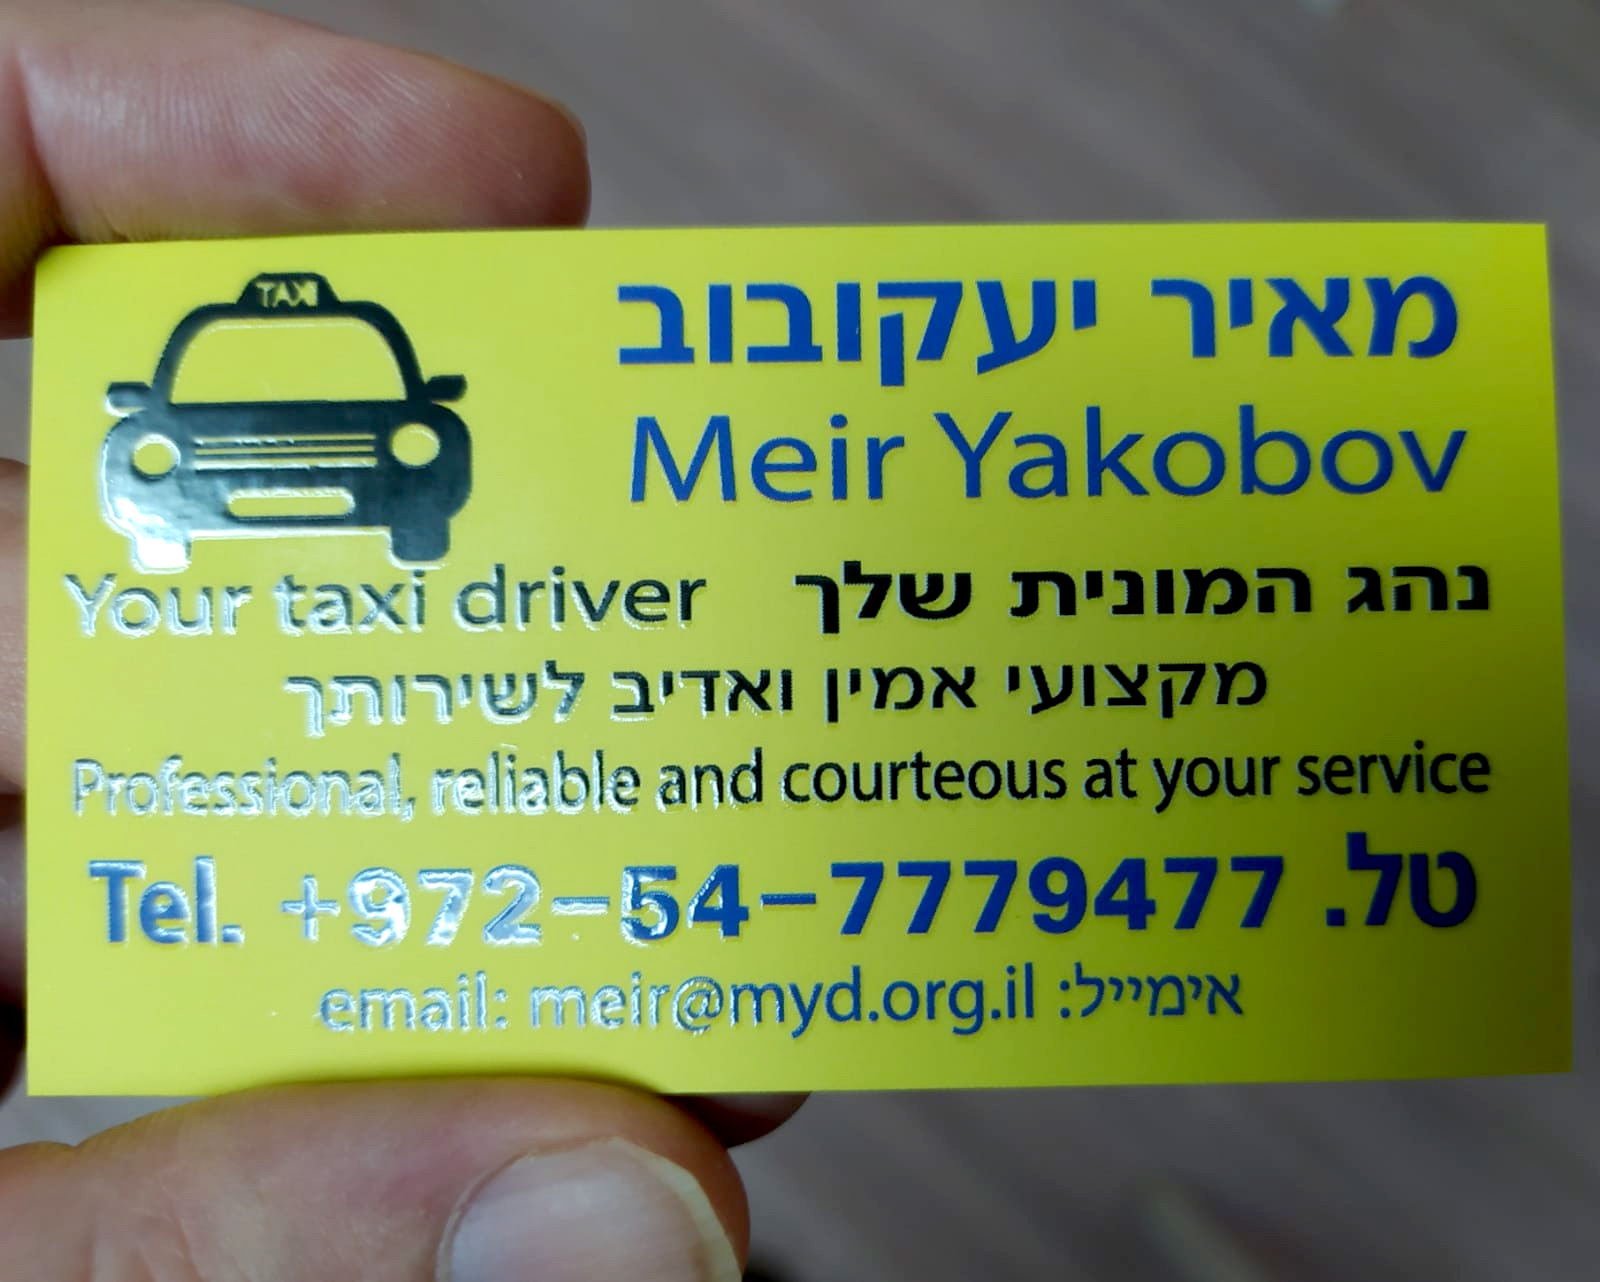 TAXI
מאיר יעקובוב
Meir Yakobov
Your taxi driver נהג המונית שלך
מקצועי אמין ואדיב לשירותך
Professional, reliable and courteous at your service
Tel. +972-54-7779477 טל.
email: meir@myd.org.il אימייל: